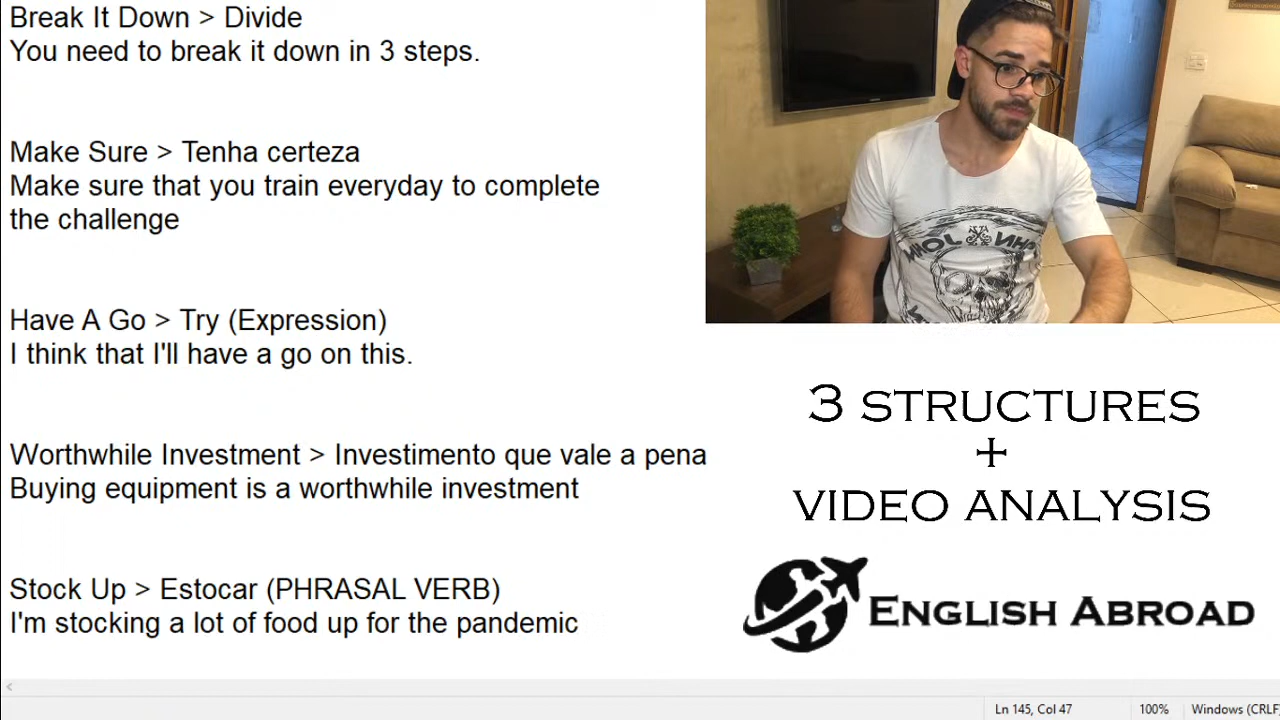 Break It Down > Divide
You need to break it down in 3 steps.
Make Sure > Tenha certeza
Make sure that you train everyday to complete
the challenge
Have A Go > Try (Expression)
I think that I'll have a go on this.
Worthwhile Investment > Investimento que vale a pena
Buying equipment is a worthwhile investment
Stock Up > Estocar (PHRASAL VERB)
I'm stocking a lot of food up for the pandemic
3 STRUCTURES
+
VIDEO ANALYSIS
ENGLISH ABROAD
Ln 145, Col 47
100%
Windows (CRLF